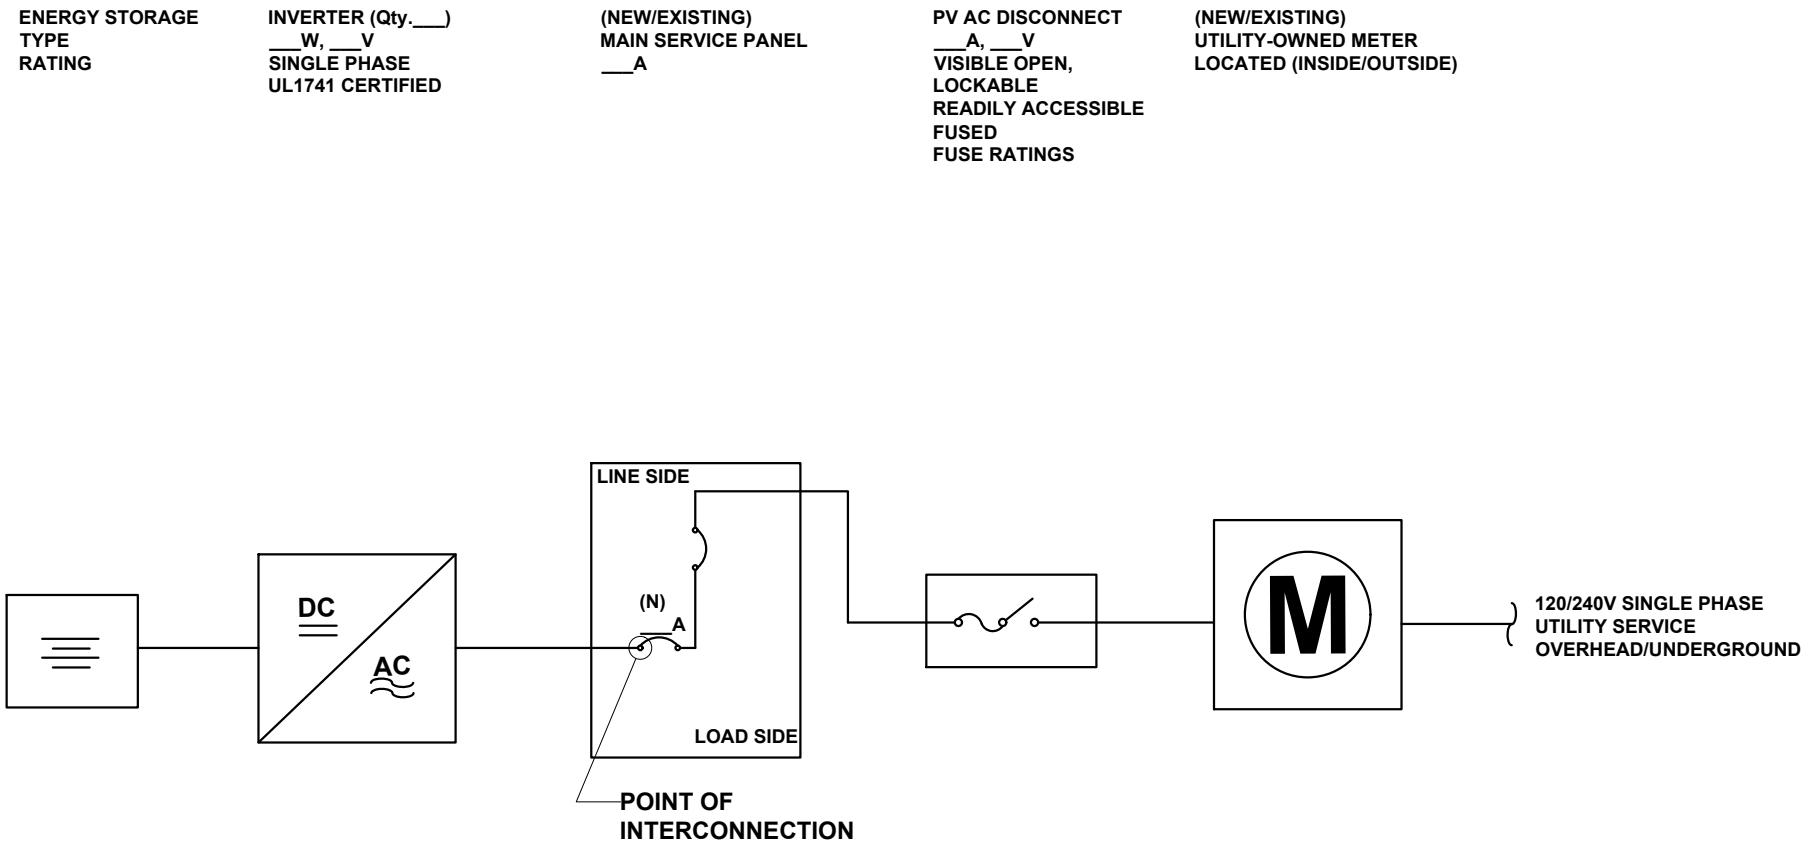 ENERGY STORAGE
TYPE
RATING
INVERTER (Qty.___)
___W, ___V
SINGLE PHASE
UL1741 CERTIFIED
(NEW/EXISTING)
MAIN SERVICE PANEL
___A
PV AC DISCONNECT
___A, ___V
VISIBLE OPEN,
LOCKABLE
READILY ACCESSIBLE
FUSED
FUSE RATINGS
(NEW/EXISTING)
UTILITY-OWNED METER
LOCATED (INSIDE/OUTSIDE)
DC
AC
LINE SIDE
(N)
___A
LOAD SIDE
POINT OF
INTERCONNECTION
M
120/240V SINGLE PHASE
UTILITY SERVICE
OVERHEAD/UNDERGROUND